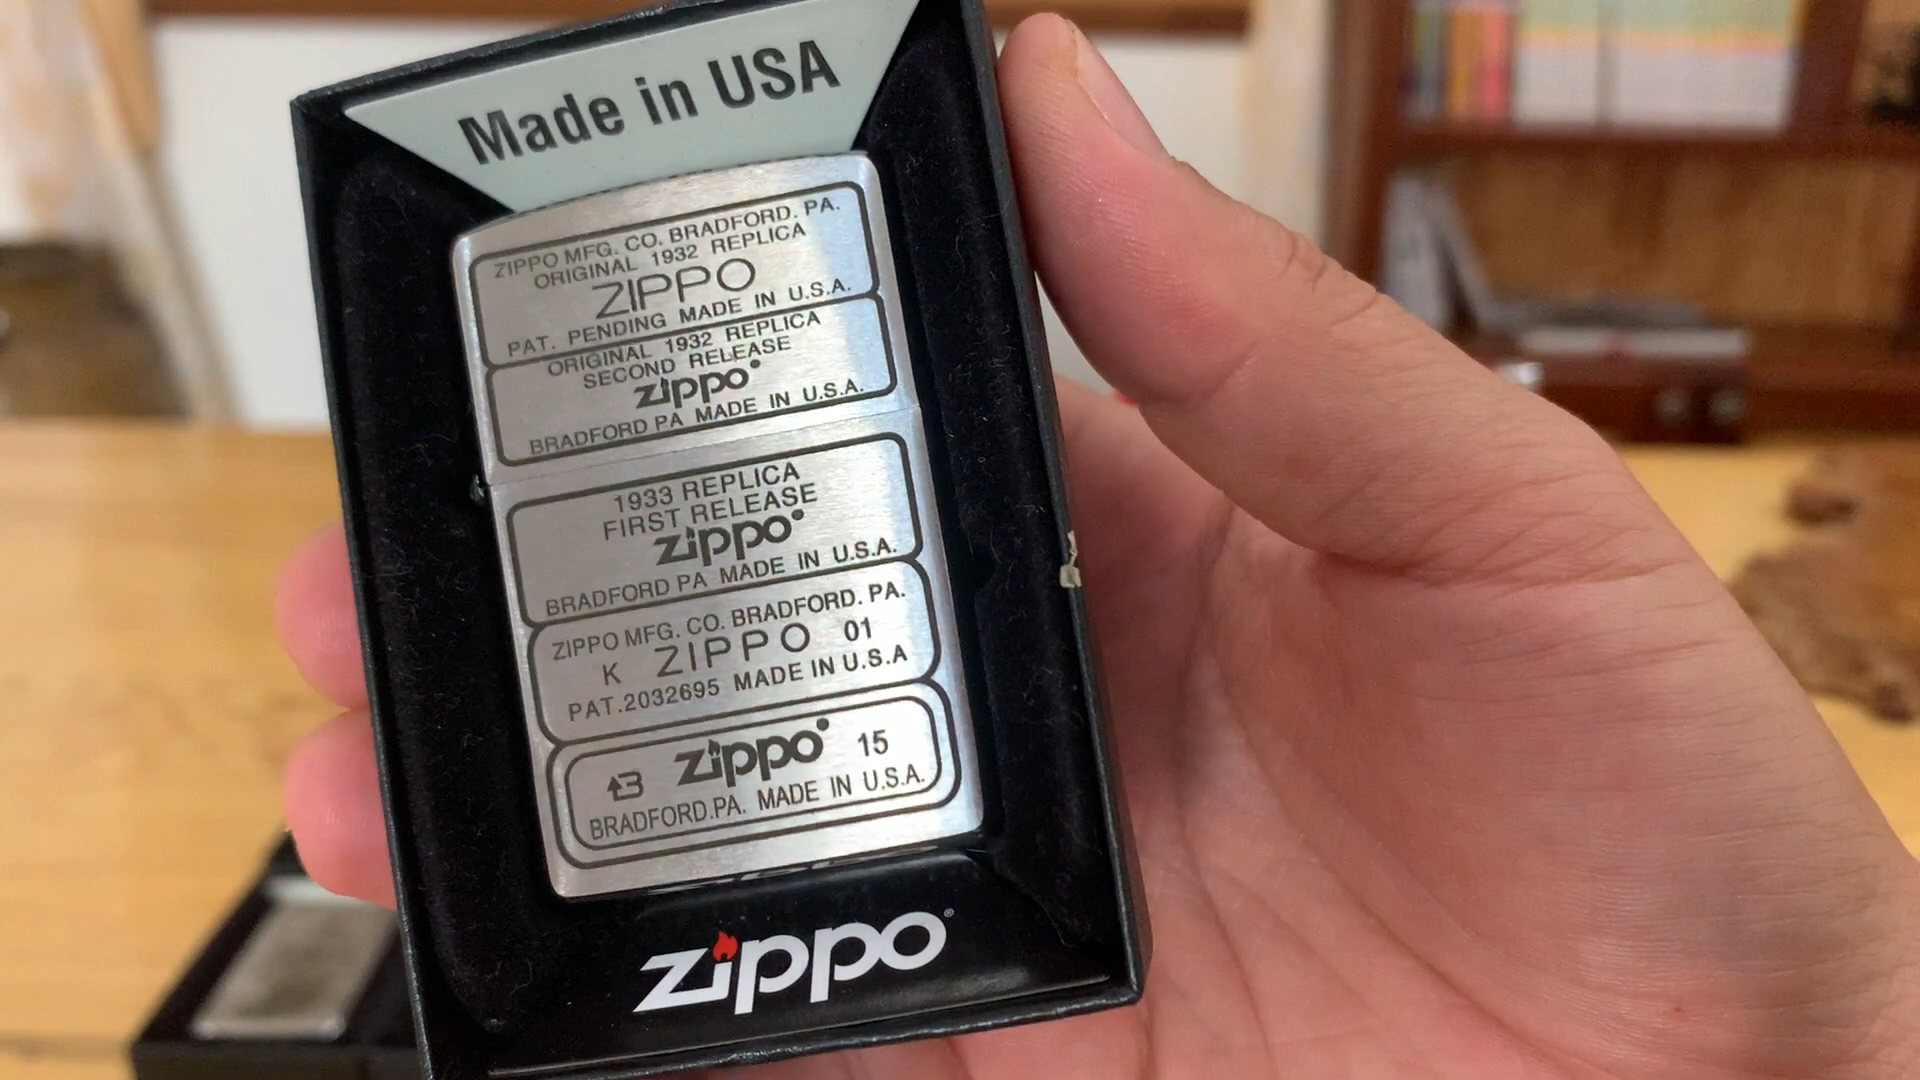 Made in USA
ZIPPO MFG. CO. BRADFORD. PA.
ORIGINAL 1932 REPLICA
ZIPPO
PAT. PENDING MADE IN U.S.A.
ORIGINAL 1932 REPLICA
SECOND RELEASE
zippo
BRADFORD PA MADE IN U.S.A.
1933 REPLICA
FIRST RELEASE
zippo
BRADFORD PA MADE IN U.S.A.
ZIPPO MFG. CO. BRADFORD. PA.
K ZIPPO 01
PAT.2032695 MADE IN U.S.A
B zippo 15
BRADFORD.PA. MADE IN U.S.A.
zippo®